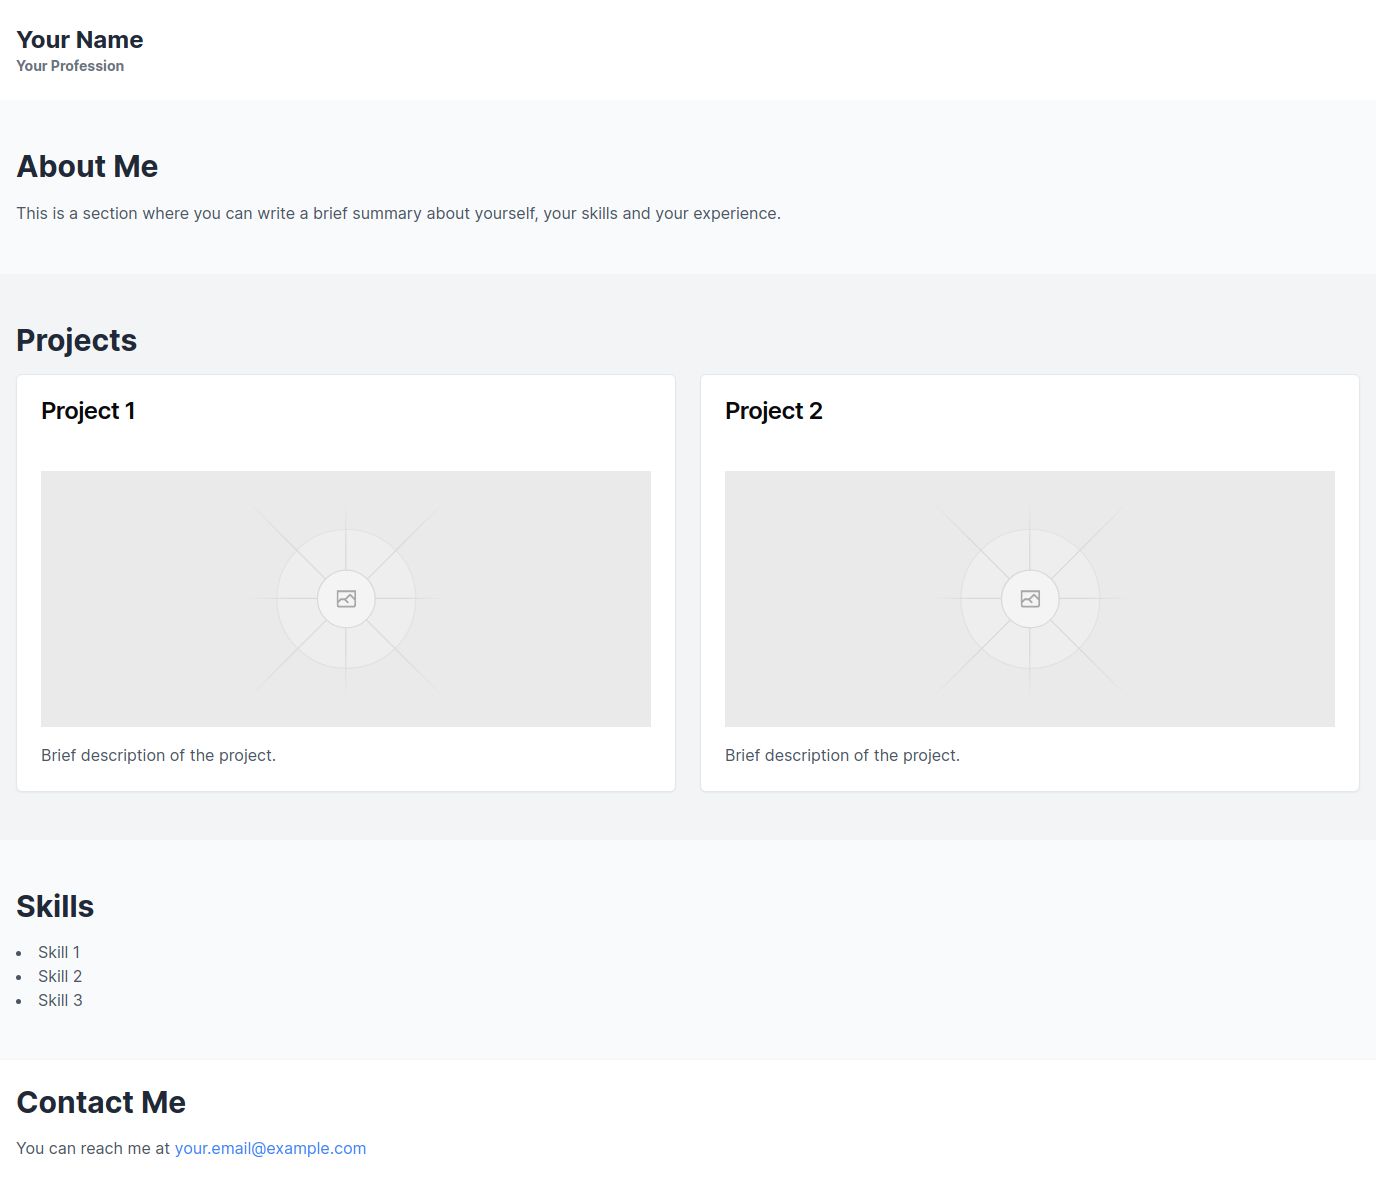 Your Name
Your Profession
About Me
This is a section where you can write a brief summary about yourself, your skills and your experience.
Projects
Project 1
Brief description of the project.
Project 2
Brief description of the project.
Skills
• Skill 1
• Skill 2
• Skill 3
Contact Me
You can reach me at your.email@example.com